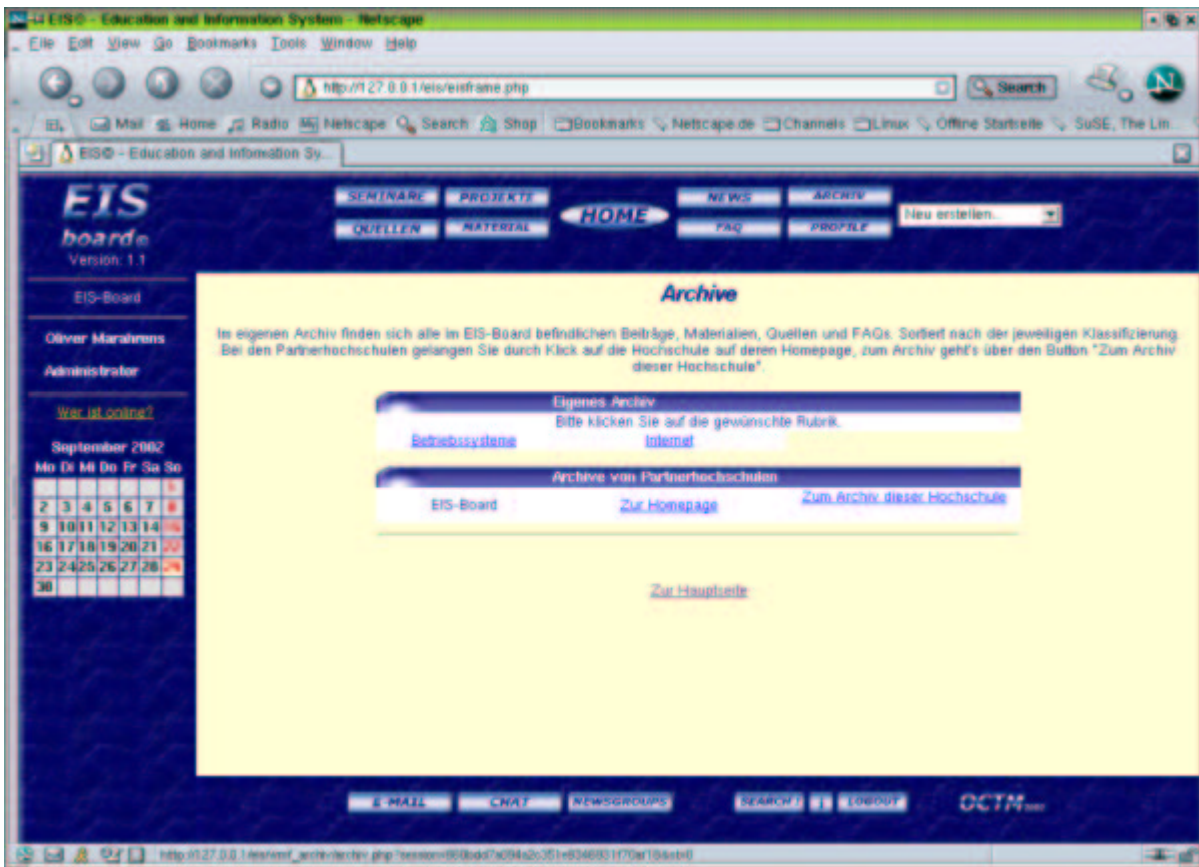 EIS© - Education and Information System - Netscape
File Edit View Go Bookmarks Tools Window Help
http://127.0.0.1/eis/eisframe.php
Search
Mail Home Radio Netscape Search Shop Bookmarks Netscape.de Channels Linux Offline Startseite SuSE, The Lin...
EIS© - Education and Information Sy...
EIS
board©
Version: 1.1
SEMINARE PROJEKTE HOME NEWS ARCHIV
QUELLEN MATERIAL FAQ PROFILE
Neu erstellen...
EIS-Board
Oliver Marahrens
Administrator
Wer ist online?
September 2002
Mo Di Mi Do Fr Sa So
1
2 3 4 5 6 7 8
9 10 11 12 13 14 15
16 17 18 19 20 21 22
23 24 25 26 27 28 29
30
Archive
Im eigenen Archiv finden sich alle im EIS-Board befindlichen Beiträge, Materialien, Quellen und FAQs. Sortiert nach der jeweiligen Klassifizierung.
Bei den Partnerhochschulen gelangen Sie durch Klick auf die Hochschule auf deren Homepage, zum Archiv geht's über den Button "Zum Archiv
dieser Hochschule".
Eigenes Archiv
Bitte klicken Sie auf die gewünschte Rubrik.
Betriebssysteme Internet
Archive von Partnerhochschulen
EIS-Board Zur Homepage Zum Archiv dieser Hochschule
Zur Hauptseite
E-MAIL CHAT NEWSGROUPS SEARCH! i LOGOUT OCTM